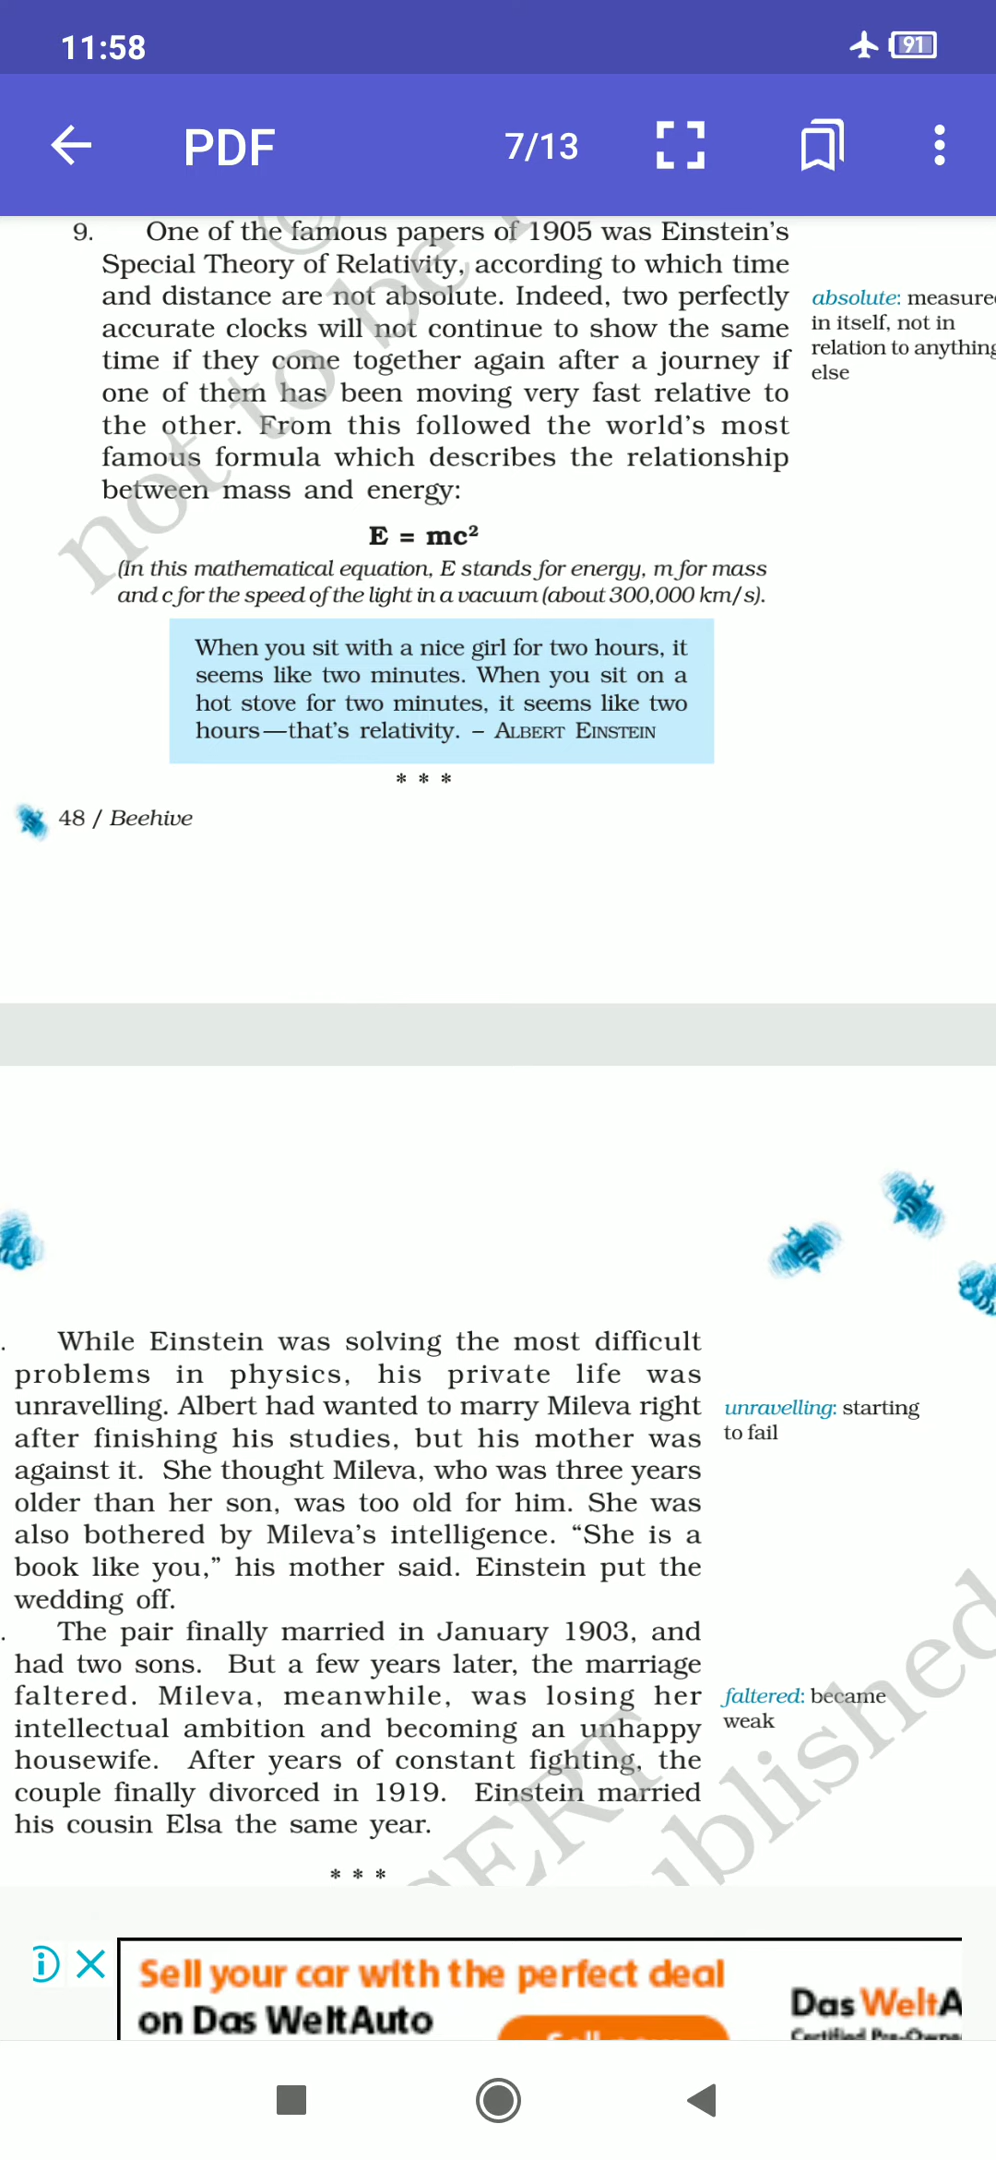 11:58
91
PDF
7/13
9. One of the famous papers of 1905 was Einstein's
Special Theory of Relativity, according to which time
and distance are not absolute. Indeed, two perfectly
accurate clocks will not continue to show the same
time if they come together again after a journey if
one of them has been moving very fast relative to
the other. From this followed the world's most
famous formula which describes the relationship
between mass and energy:
absolute: measure
in itself, not in
relation to anything
else
E = mc²
(In this mathematical equation, E stands for energy, m for mass
and c for the speed of the light in a vacuum (about 300,000 km/s).
When you sit with a nice girl for two hours, it
seems like two minutes. When you sit on a
hot stove for two minutes, it seems like two
hours—that's relativity. – ALBERT EINSTEIN
* * *
48 / Beehive
not to be
. While Einstein was solving the most difficult
problems in physics, his private life was
unravelling. Albert had wanted to marry Mileva right
after finishing his studies, but his mother was
against it. She thought Mileva, who was three years
older than her son, was too old for him. She was
also bothered by Mileva's intelligence. “She is a
book like you,” his mother said. Einstein put the
wedding off.
unravelling: starting
to fail
. The pair finally married in January 1903, and
had two sons. But a few years later, the marriage
faltered. Mileva, meanwhile, was losing her
intellectual ambition and becoming an unhappy
housewife. After years of constant fighting, the
couple finally divorced in 1919. Einstein married
his cousin Elsa the same year.
faltered: became
weak
* * *
Sell your car with the perfect deal
on Das WeltAuto
Das WeltA